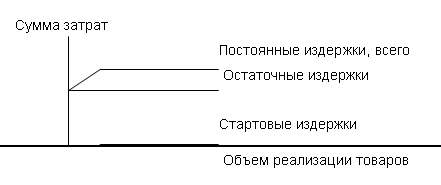 Сумма затрат
Постоянные издержки, всего
Остаточные издержки
Стартовые издержки
Объем реализации товаров